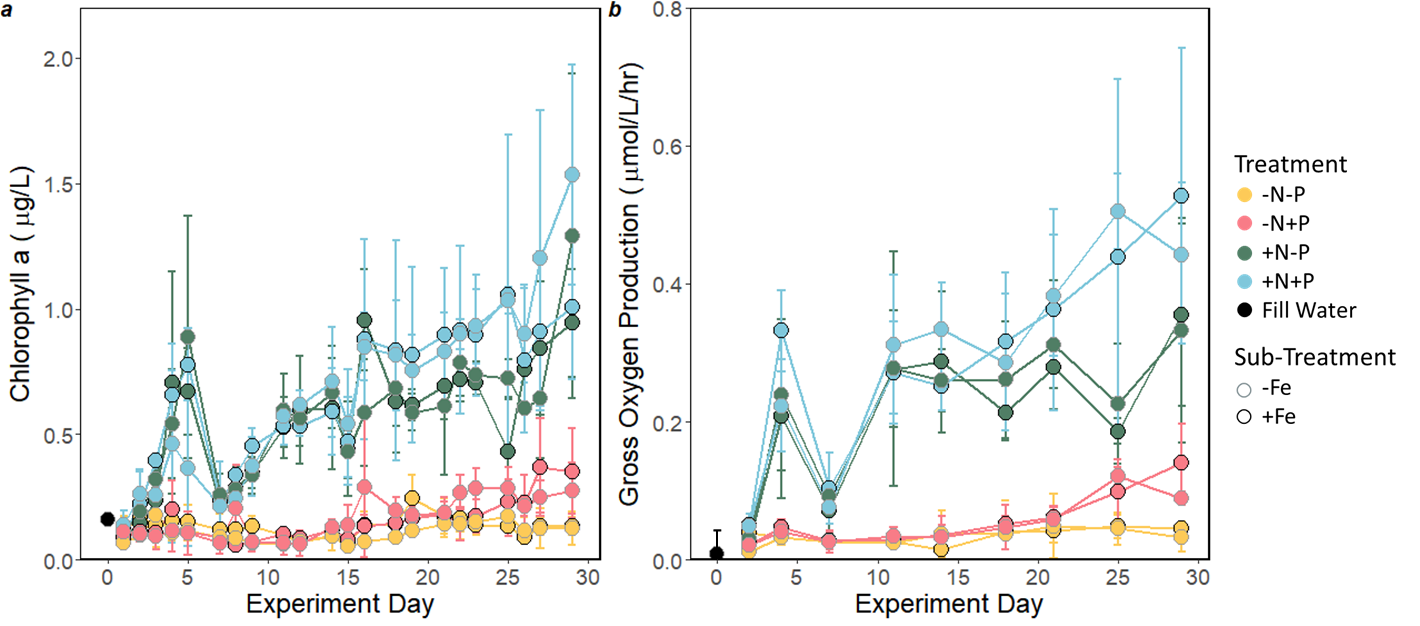 a
b
Chlorophyll a ( μg/L)
2.0
1.5
1.0
0.5
0.0
0 5 10 15 20 25 30
Experiment Day
Gross Oxygen Production ( μmol/L/hr)
0.8
0.6
0.4
0.2
0.0
0 5 10 15 20 25 30
Experiment Day
Treatment
-N-P
-N+P
+N-P
+N+P
Fill Water
Sub-Treatment
-Fe
+Fe